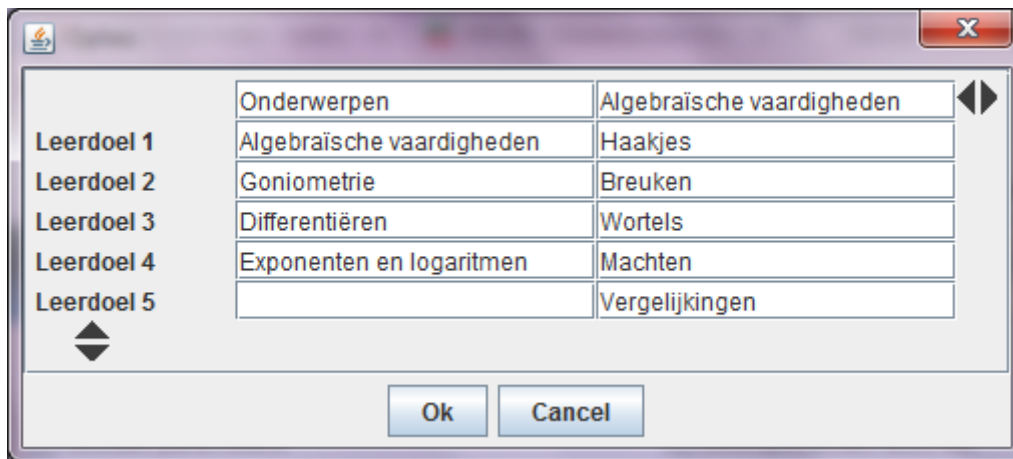 Onderwerpen Algebraïsche vaardigheden
Leerdoel 1 Algebraïsche vaardigheden Haakjes
Leerdoel 2 Goniometrie Breuken
Leerdoel 3 Differentiëren Wortels
Leerdoel 4 Exponenten en logaritmen Machten
Leerdoel 5 Vergelijkingen
Ok Cancel